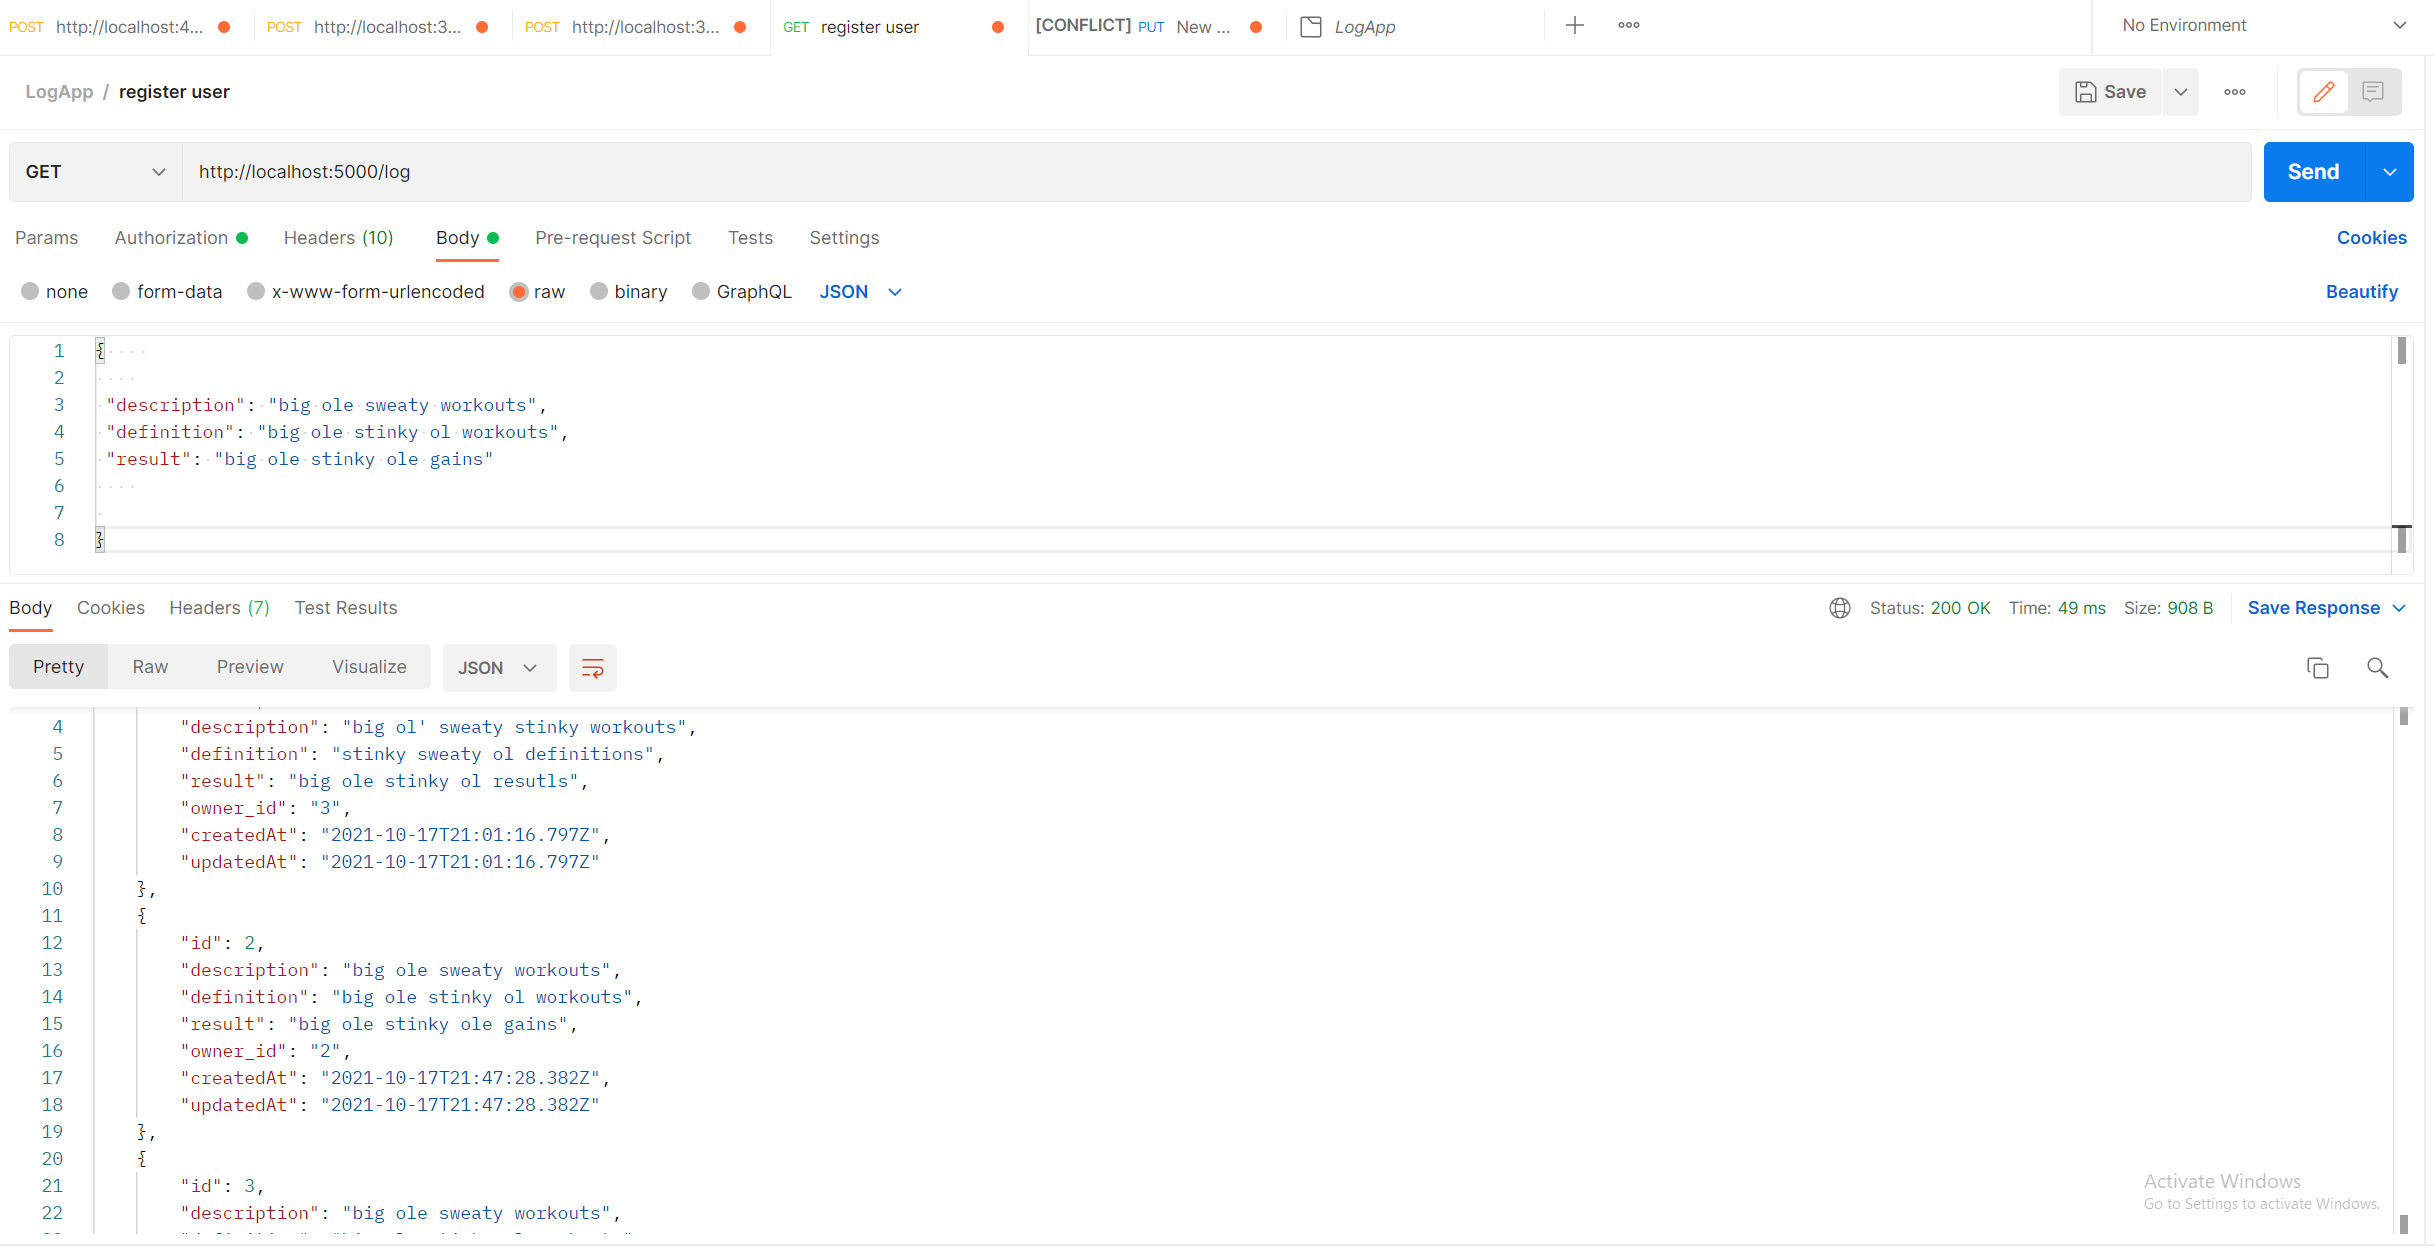 POST http://localhost:4... POST http://localhost:3... POST http://localhost:3... GET register user [CONFLICT] PUT New ... LogApp No Environment
LogApp / register user Save
GET http://localhost:5000/log Send
Params Authorization Headers (10) Body Pre-request Script Tests Settings Cookies
none form-data x-www-form-urlencoded raw binary GraphQL JSON Beautify
1 {
2
3 "description": "big ole sweaty workouts",
4 "definition": "big ole stinky ol workouts",
5 "result": "big ole stinky ole gains"
6
7
8 }
Body Cookies Headers (7) Test Results Status: 200 OK Time: 49 ms Size: 908 B Save Response
Pretty Raw Preview Visualize JSON
4 "description": "big ol' sweaty stinky workouts",
5 "definition": "stinky sweaty ol definitions",
6 "result": "big ole stinky ol resutls",
7 "owner_id": "3",
8 "createdAt": "2021-10-17T21:01:16.797Z",
9 "updatedAt": "2021-10-17T21:01:16.797Z"
10 },
11 {
12 "id": 2,
13 "description": "big ole sweaty workouts",
14 "definition": "big ole stinky ol workouts",
15 "result": "big ole stinky ole gains",
16 "owner_id": "2",
17 "createdAt": "2021-10-17T21:47:28.382Z",
18 "updatedAt": "2021-10-17T21:47:28.382Z"
19 },
20 {
21 "id": 3,
22 "description": "big ole sweaty workouts",
Activate Windows
Go to Settings to activate Windows.